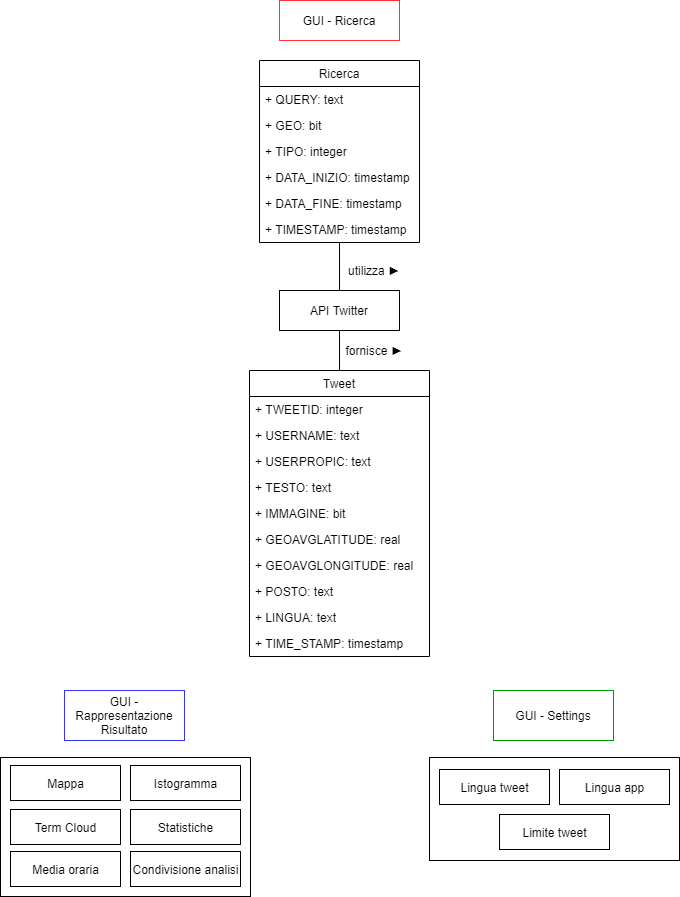 GUI - Ricerca
Ricerca
+ QUERY: text
+ GEO: bit
+ TIPO: integer
+ DATA_INIZIO: timestamp
+ DATA_FINE: timestamp
+ TIMESTAMP: timestamp
utilizza ►
API Twitter
fornisce ►
Tweet
+ TWEETID: integer
+ USERNAME: text
+ USERPROPIC: text
+ TESTO: text
+ IMMAGINE: bit
+ GEOAVGLATITUDE: real
+ GEOAVGLONGITUDE: real
+ POSTO: text
+ LINGUA: text
+ TIME_STAMP: timestamp
GUI -
Rappresentazione
Risultato
Mappa
Istogramma
Term Cloud
Statistiche
Media oraria
Condivisione analisi
GUI - Settings
Lingua tweet
Lingua app
Limite tweet